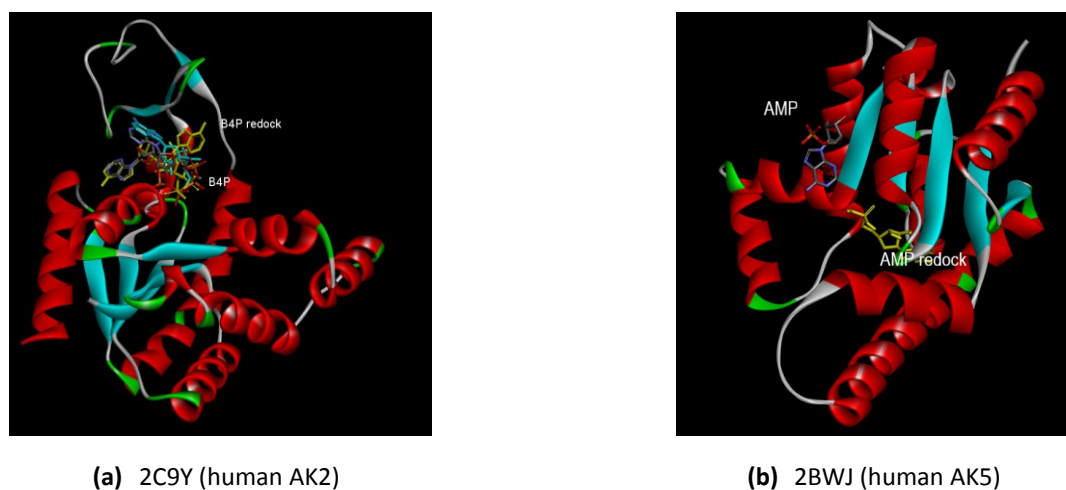 B4P redock
B4P
AMP
AMP redock
(a) 2C9Y (human AK2)
(b) 2BWJ (human AK5)